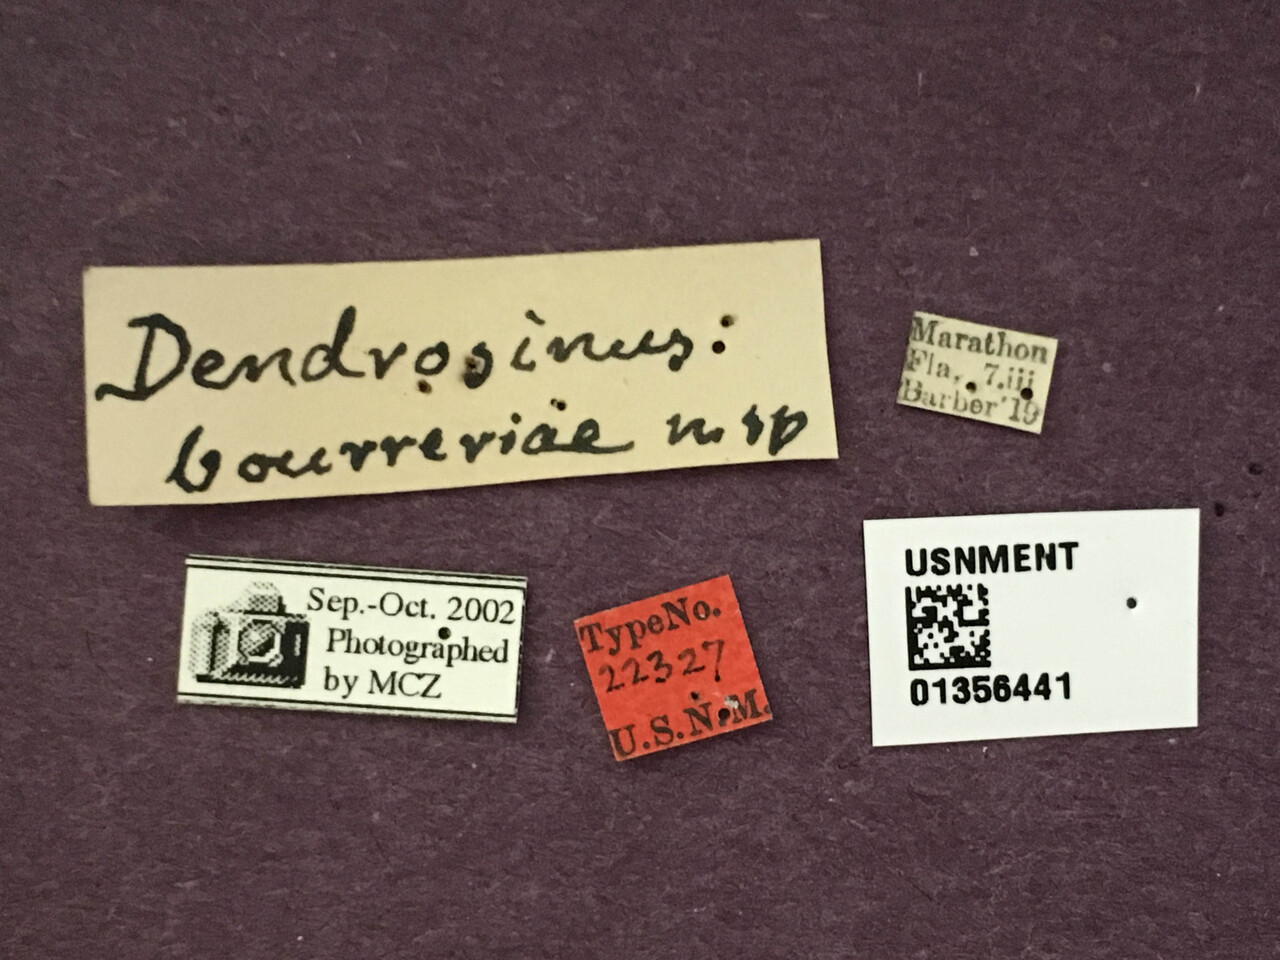 Dendrosinus:
bourreriae n sp
Marathon
Fla. 7.iii
Barber '19
Sep.-Oct. 2002
Photographed
by MCZ
TypeNo.
22327
U.S.N.M.
USNMENT
01356441